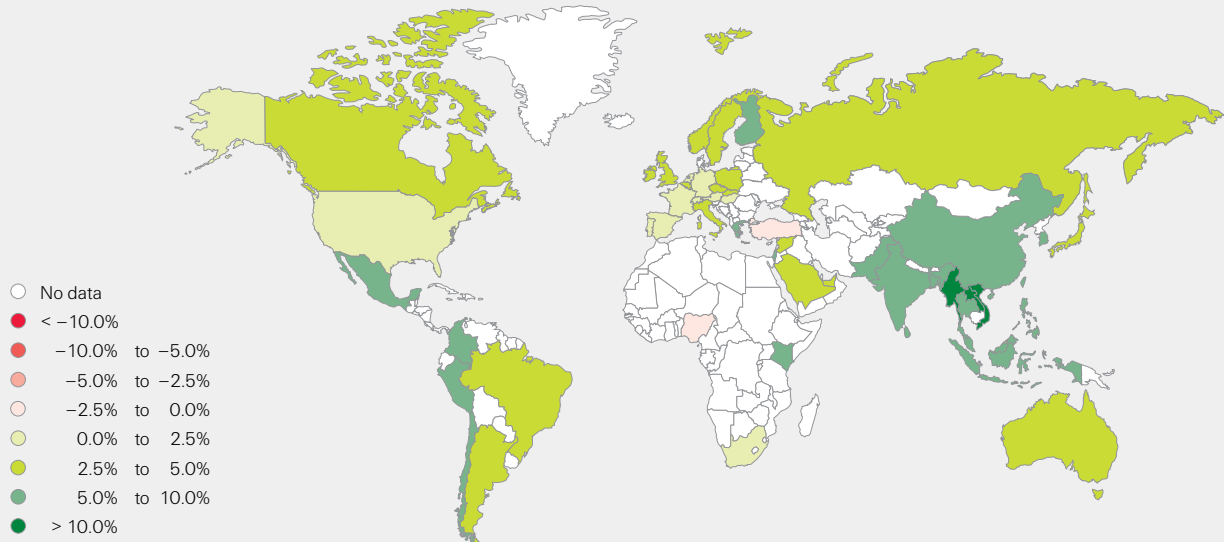 No data
< −10.0%
−10.0% to −5.0%
−5.0% to −2.5%
−2.5% to 0.0%
0.0% to 2.5%
2.5% to 5.0%
5.0% to 10.0%
> 10.0%